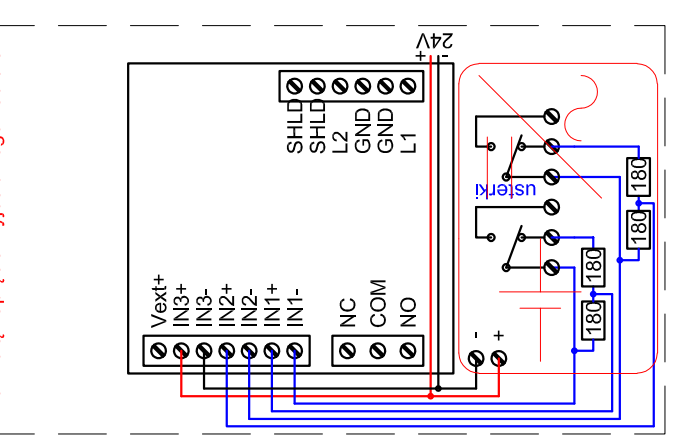 24V
+
-
SHLD
SHLD
L2
GND
GND
L1
usterki
180
180
180
180
Vext+
IN3+
IN3-
IN2+
IN2-
IN1+
IN1-
NC
COM
NO
-
+